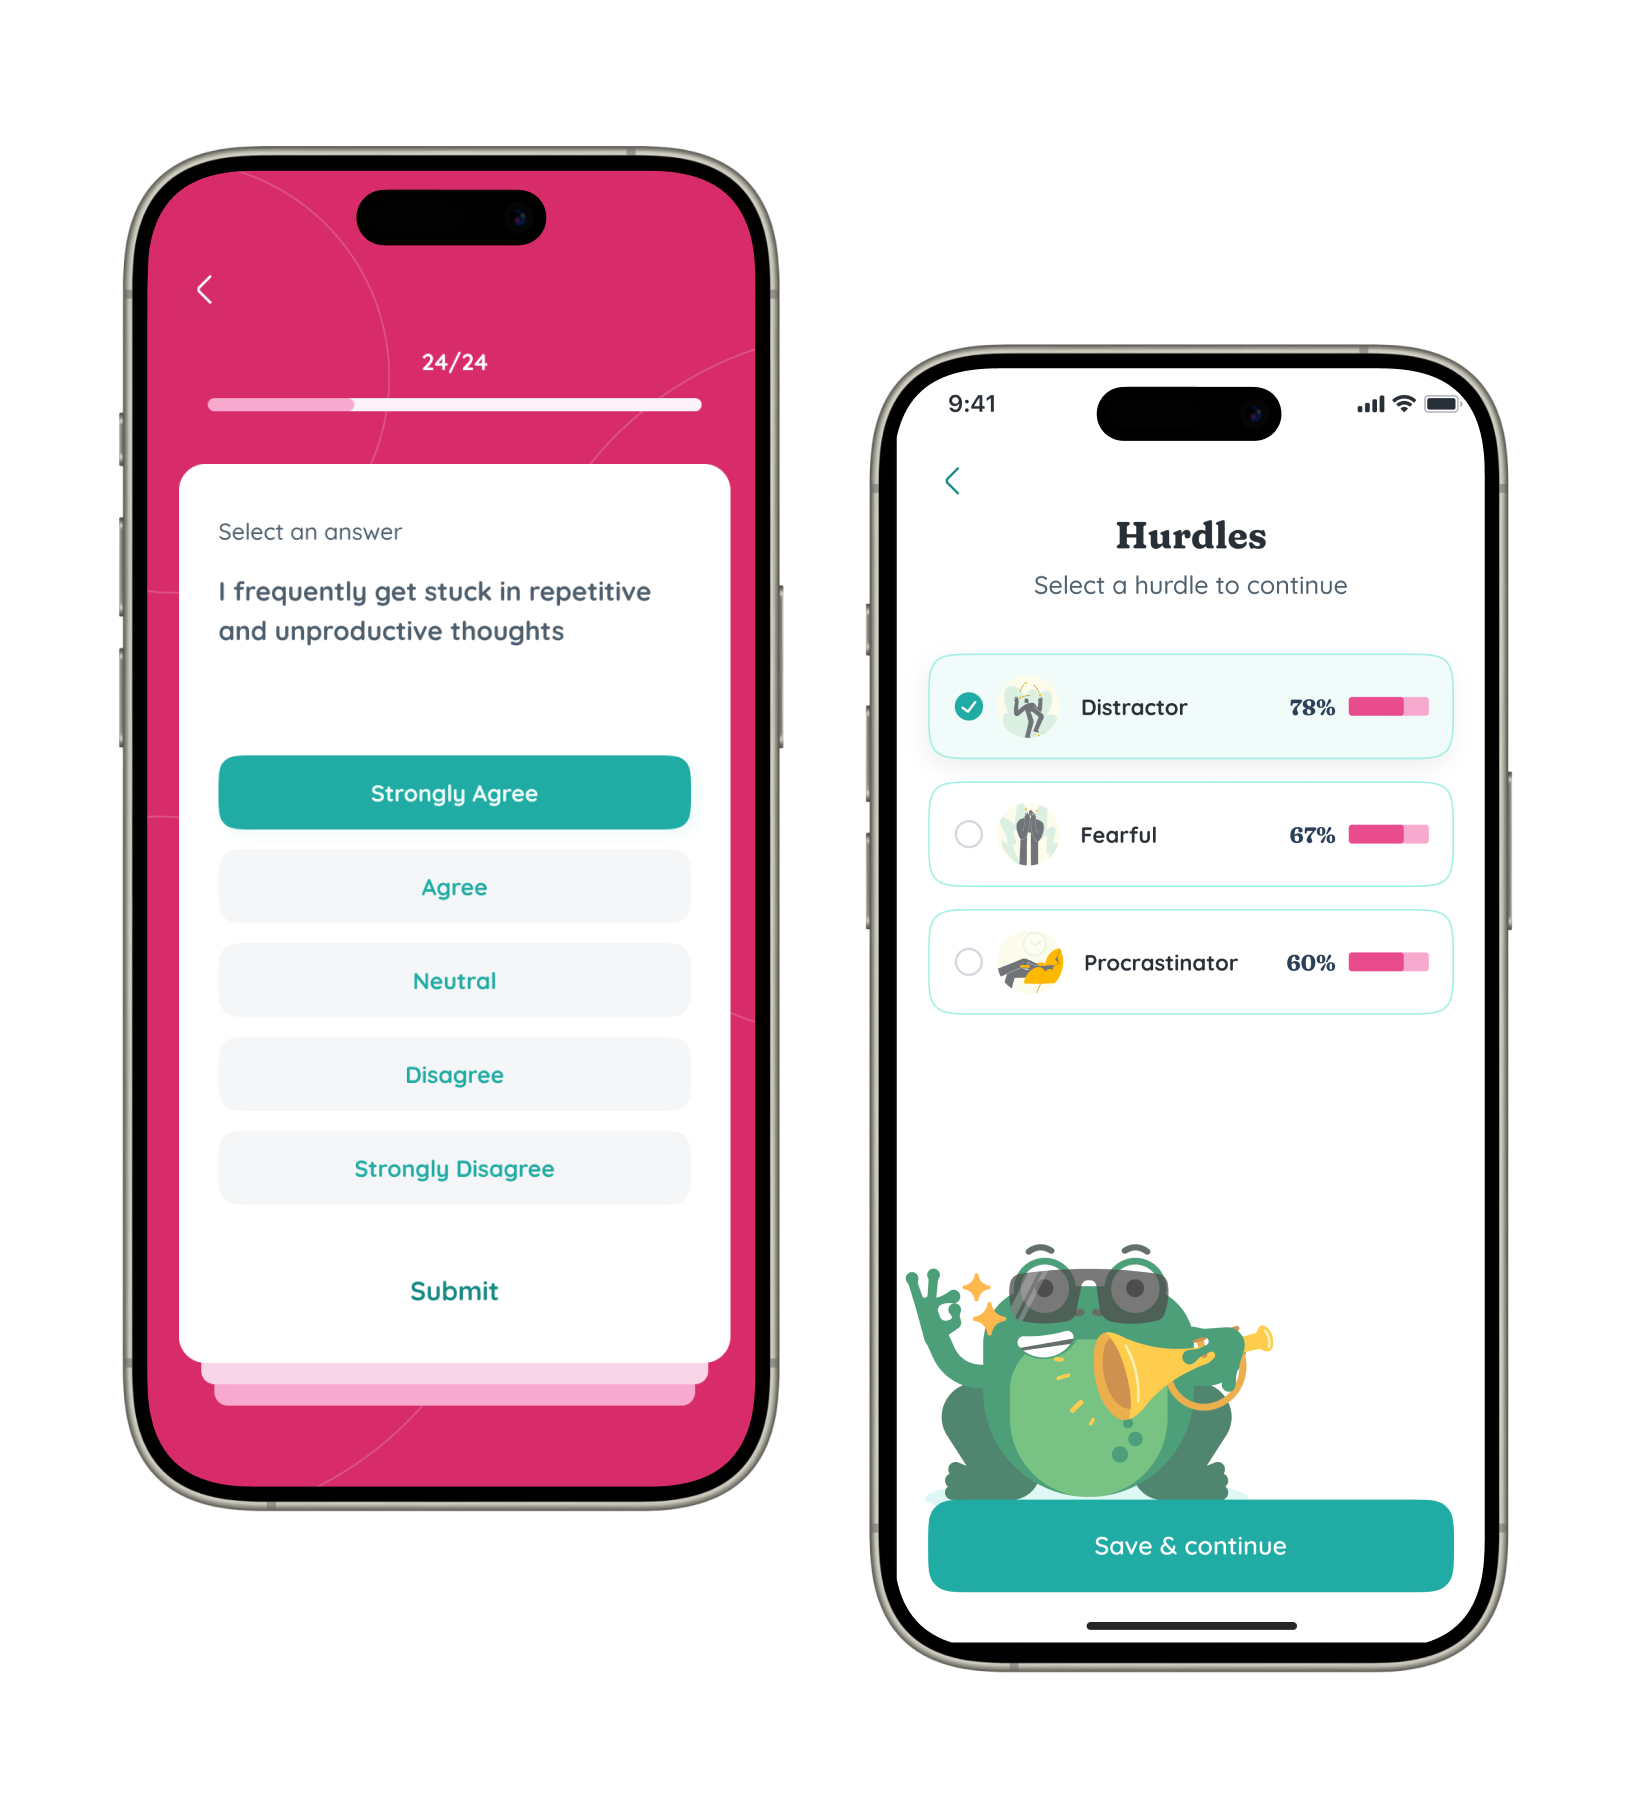 24/24
Select an answer
I frequently get stuck in repetitive
and unproductive thoughts
Strongly Agree
Agree
Neutral
Disagree
Strongly Disagree
Submit
9:41
Hurdles
Select a hurdle to continue
Distractor 78%
Fearful 67%
Procrastinator 60%
Save & continue